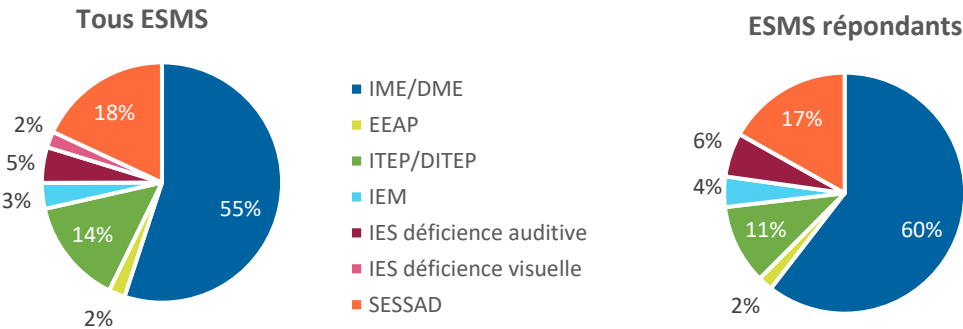 Tous ESMS
18%
2%
5%
3%
14%
2%
55%
IME/DME
EEAP
ITEP/DITEP
IEM
IES déficience auditive
IES déficience visuelle
SESSAD
ESMS répondants
17%
6%
4%
11%
2%
60%